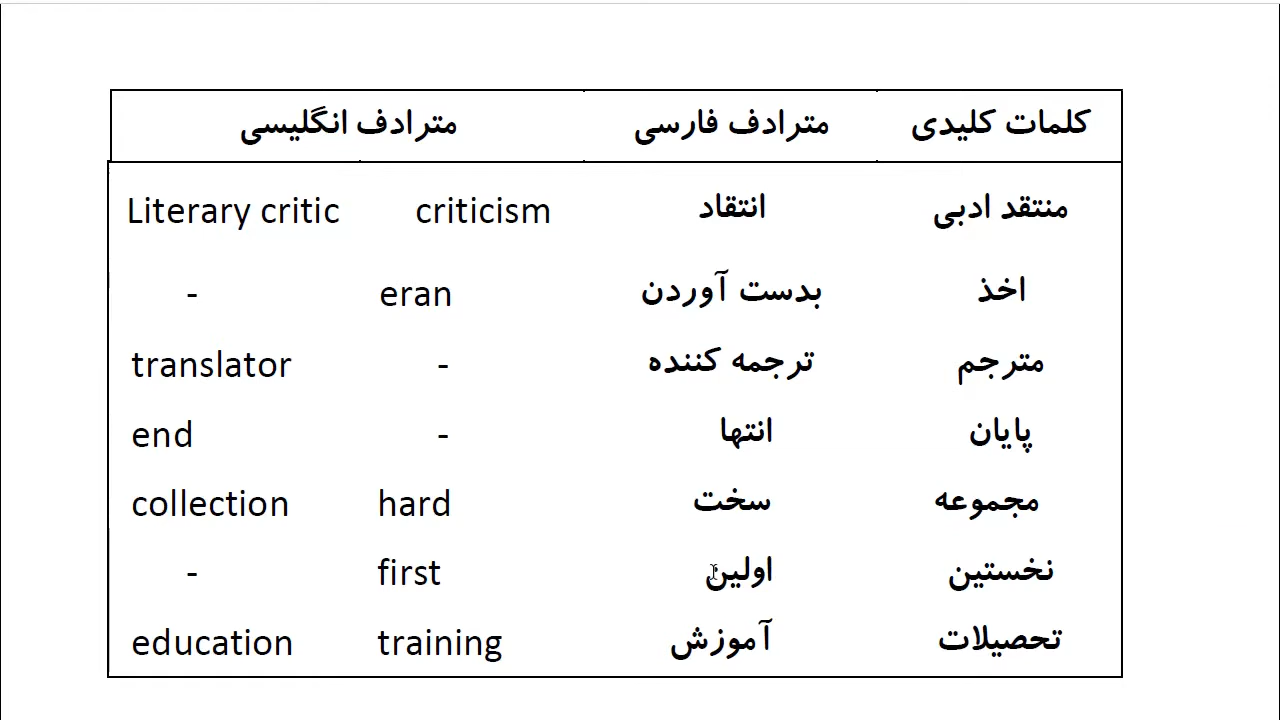 کلمات کلیدی مترادف فارسی مترادف انگلیسی
منتقد ادبی انتقاد criticism Literary critic
اخذ بدست آوردن eran -
مترجم ترجمه کننده - translator
پایان انتها - end
مجموعه سخت hard collection
نخستین اولین first -
تحصیلات آموزش training education